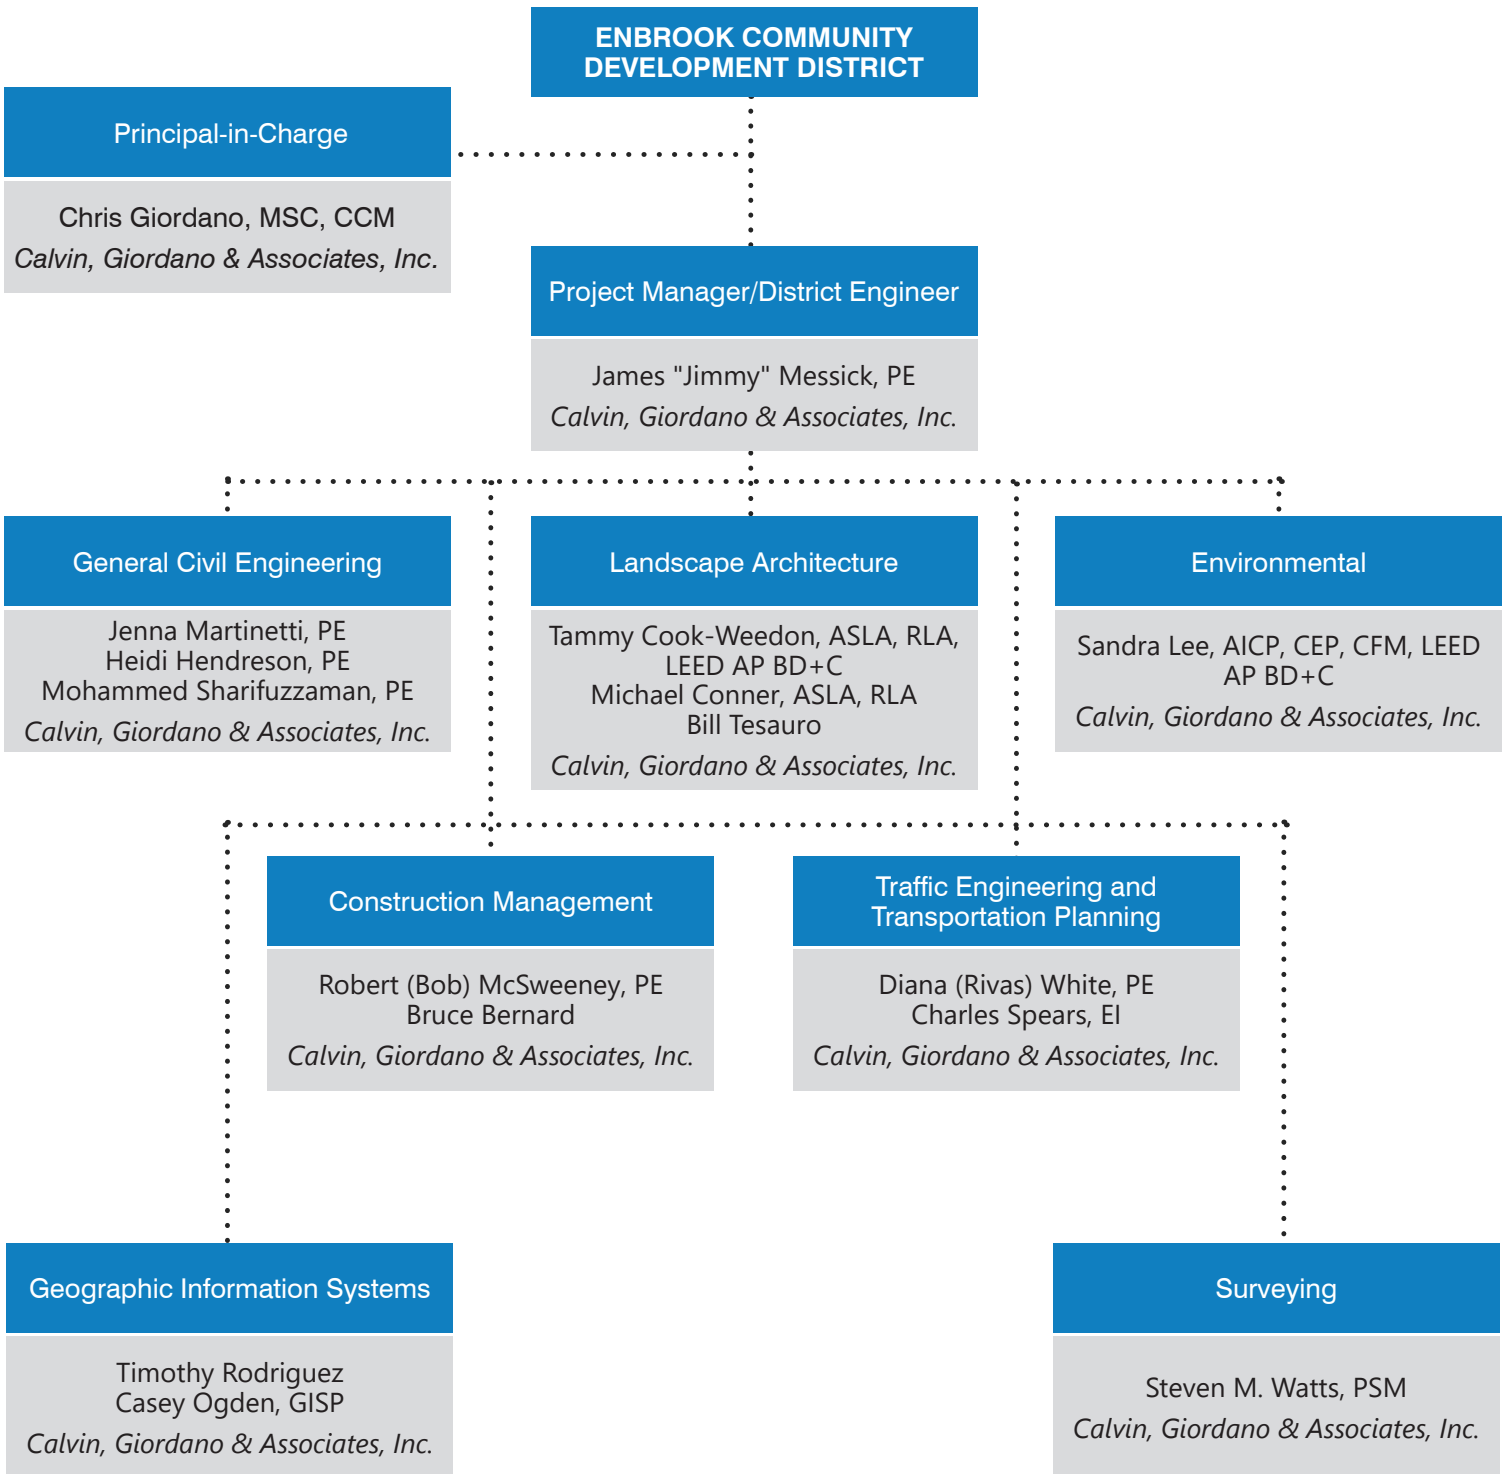 ENBROOK COMMUNITY
DEVELOPMENT DISTRICT
Principal-in-Charge
Chris Giordano, MSC, CCM
Calvin, Giordano & Associates, Inc.
Project Manager/District Engineer
James "Jimmy" Messick, PE
Calvin, Giordano & Associates, Inc.
General Civil Engineering
Jenna Martinetti, PE
Heidi Hendreson, PE
Mohammed Sharifuzzaman, PE
Calvin, Giordano & Associates, Inc.
Landscape Architecture
Tammy Cook-Weedon, ASLA, RLA,
LEED AP BD+C
Michael Conner, ASLA, RLA
Bill Tesauro
Calvin, Giordano & Associates, Inc.
Environmental
Sandra Lee, AICP, CEP, CFM, LEED
AP BD+C
Calvin, Giordano & Associates, Inc.
Construction Management
Robert (Bob) McSweeney, PE
Bruce Bernard
Calvin, Giordano & Associates, Inc.
Traffic Engineering and
Transportation Planning
Diana (Rivas) White, PE
Charles Spears, EI
Calvin, Giordano & Associates, Inc.
Geographic Information Systems
Timothy Rodriguez
Casey Ogden, GISP
Calvin, Giordano & Associates, Inc.
Surveying
Steven M. Watts, PSM
Calvin, Giordano & Associates, Inc.